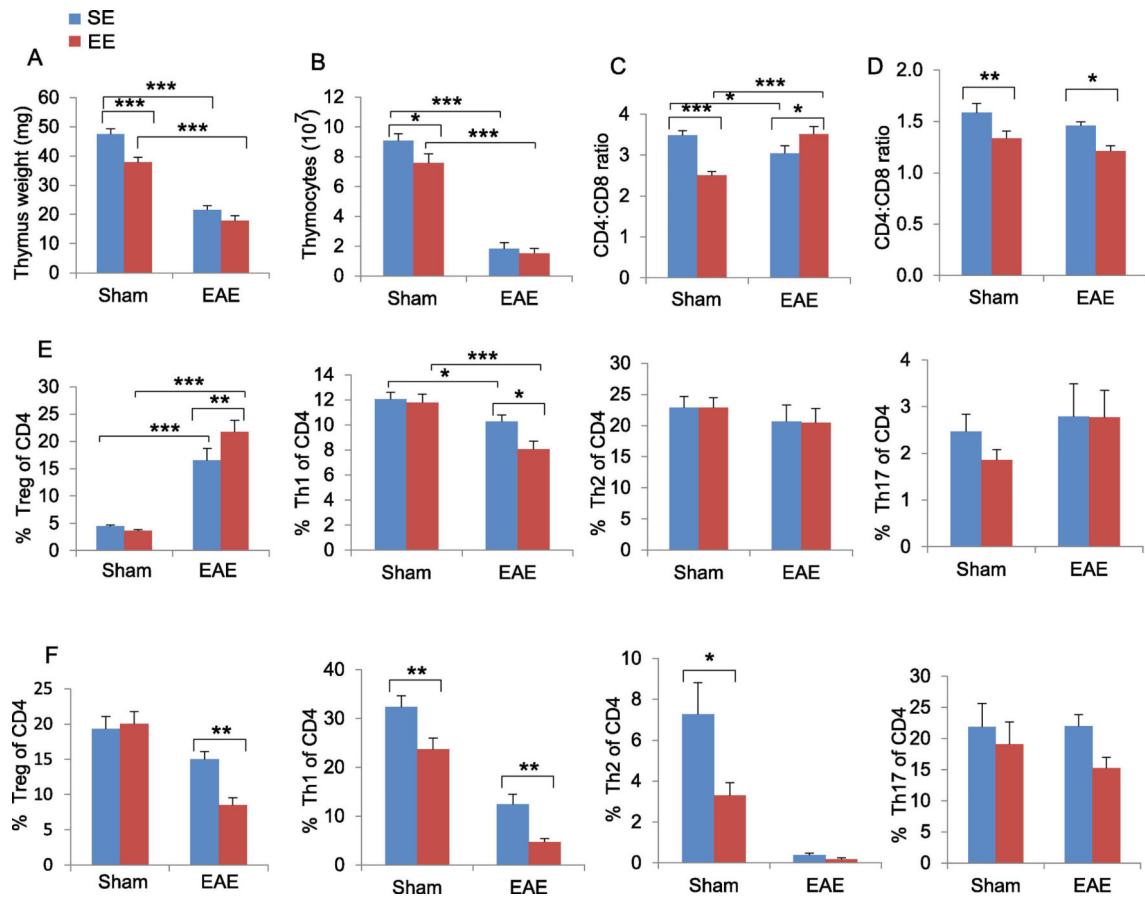 SE
EE
A
Thymus weight (mg)
60
50
40
30
20
10
0
***
***
***
Sham
EAE
B
Thymocytes (10⁷)
12
10
8
6
4
2
0
***
*
***
Sham
EAE
C
CD4:CD8 ratio
5
4
3
2
1
0
***
*
***
*
Sham
EAE
D
CD4:CD8 ratio
2.0
1.5
1.0
0.5
0.0
**
*
Sham
EAE
E
% Treg of CD4
30
25
20
15
10
5
0
***
**
***
Sham
EAE
% Th1 of CD4
14
12
10
8
6
4
2
0
***
*
*
Sham
EAE
% Th2 of CD4
30
25
20
15
10
5
0
Sham
EAE
% Th17 of CD4
4
3
2
1
0
Sham
EAE
F
% Treg of CD4
25
20
15
10
5
0
**
Sham
EAE
% Th1 of CD4
40
30
20
10
0
**
**
Sham
EAE
% Th2 of CD4
10
8
6
4
2
0
*
Sham
EAE
% Th17 of CD4
30
25
20
15
10
5
0
Sham
EAE